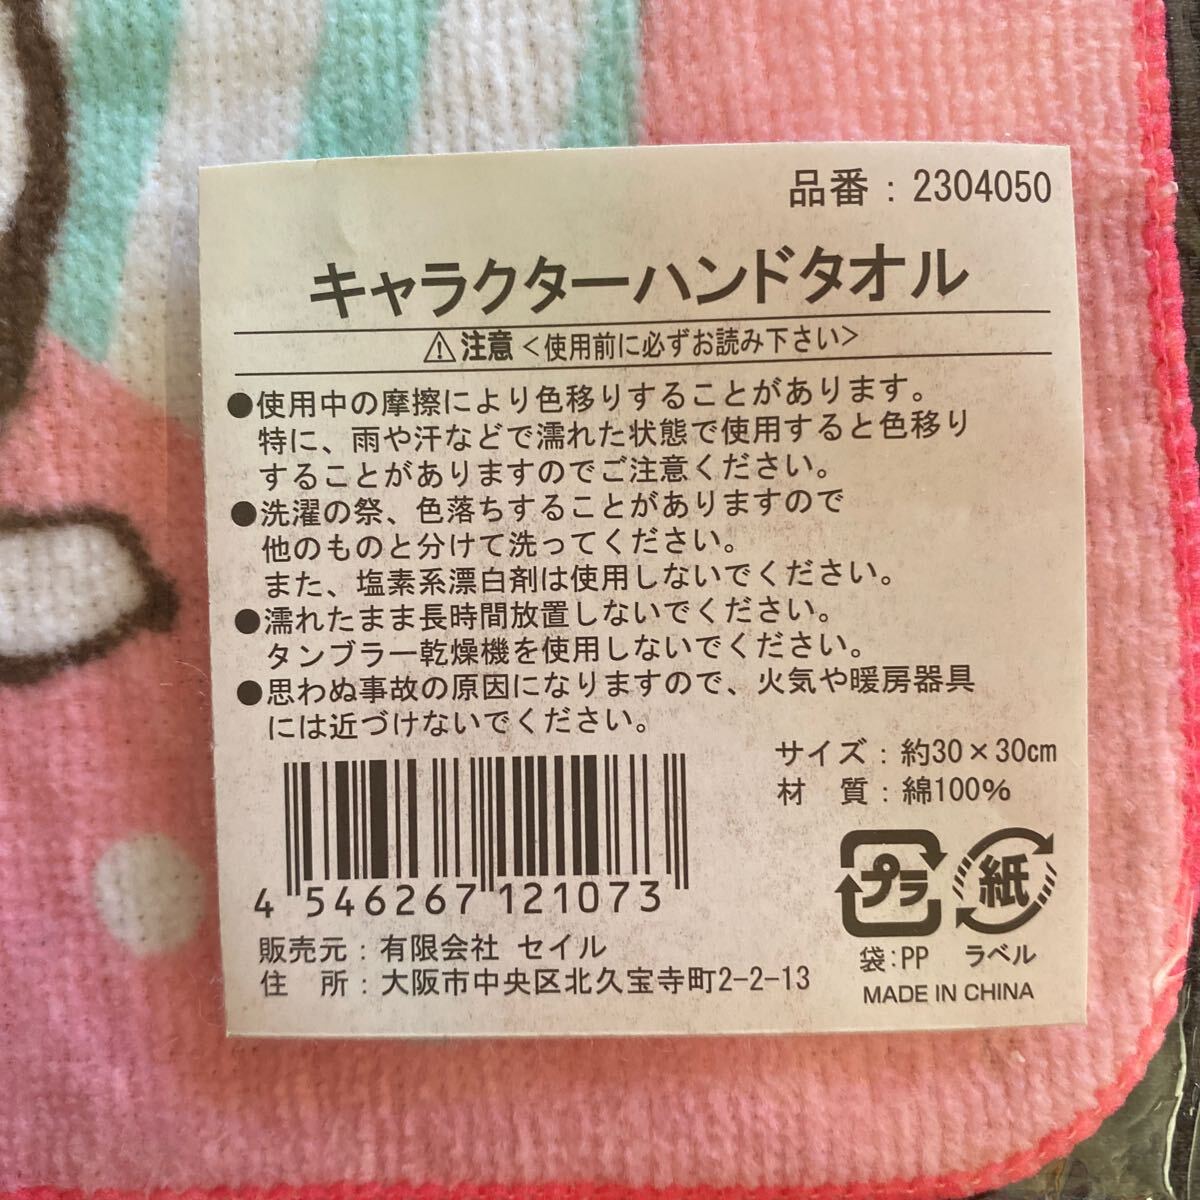 品番：2304050
キャラクターハンドタオル
⚠注意＜使用前に必ずお読み下さい＞
●使用中の摩擦により色移りすることがあります。
特に、雨や汗などで濡れた状態で使用すると色移り
することがありますのでご注意ください。
●洗濯の祭、色落ちすることがありますので
他のものと分けて洗ってください。
また、塩素系漂白剤は使用しないでください。
●濡れたまま長時間放置しないでください。
タンブラー乾燥機を使用しないでください。
●思わぬ事故の原因になりますので、火気や暖房器具
には近づけないでください。
サイズ：約30×30cm
材　質：綿100%
4 546267 121073
プラ 紙
袋:PP ラベル
販売元：有限会社 セイル
住　所：大阪市中央区北久宝寺町2-2-13
MADE IN CHINA